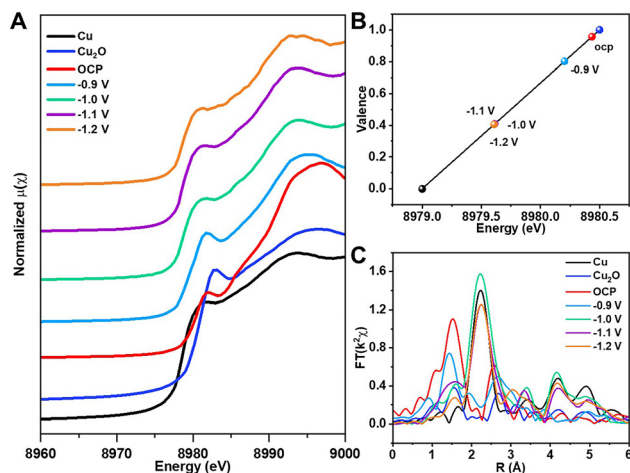 A
Cu
Cu₂O
OCP
-0.9 V
-1.0 V
-1.1 V
-1.2 V
Normalized μ(χ)
8960 8970 8980 8990 9000
Energy (eV)
B
1.0
0.8
0.6
0.4
0.2
0.0
Valence
ocp
-0.9 V
-1.1 V
-1.0 V
-1.2 V
8979.0 8979.5 8980.0 8980.5
Energy (eV)
C
1.6
1.2
0.8
0.4
0.0
FT(k²χ)
Cu
Cu₂O
OCP
-0.9 V
-1.0 V
-1.1 V
-1.2 V
0 1 2 3 4 5 6
R (Å)